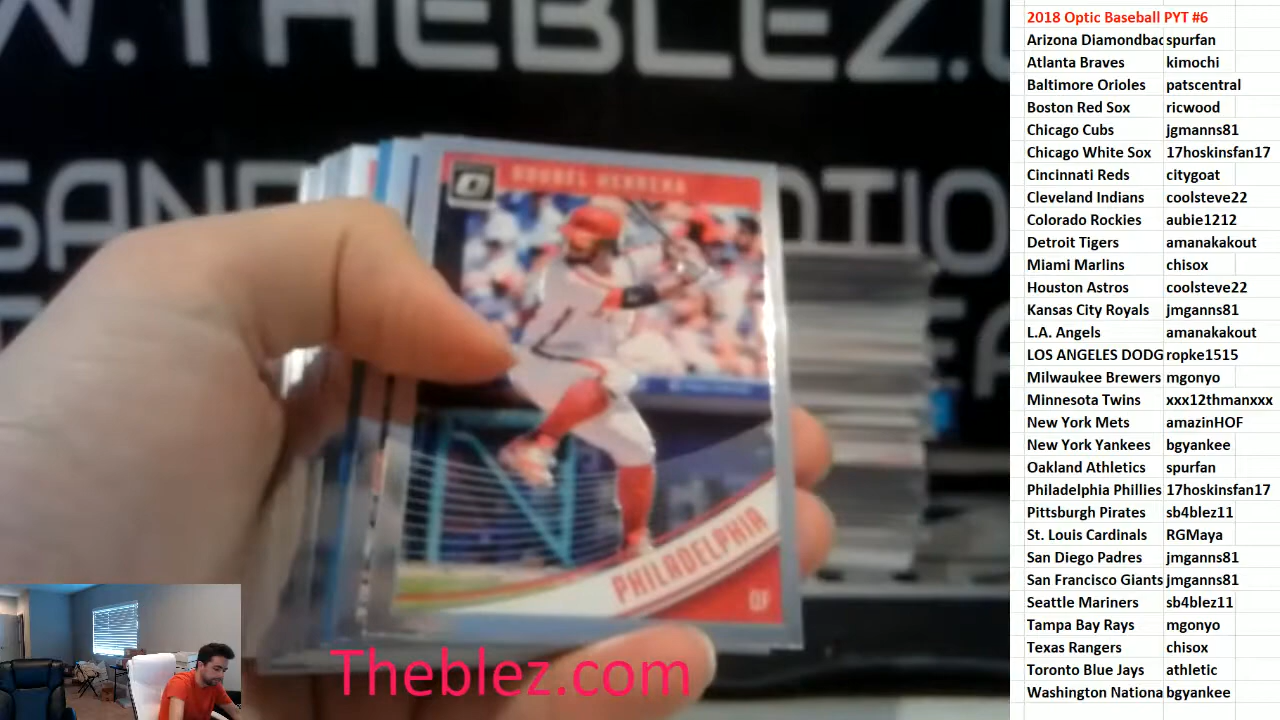 W.THEBLEZ.C
SAND
ATIO
ODUBEL HERRERA
PHILADELPHIA
OF
Theblez.com
2018 Optic Baseball PYT #6
Arizona Diamondbac spurfan
Atlanta Braves kimochi
Baltimore Orioles patscentral
Boston Red Sox ricwood
Chicago Cubs jgmanns81
Chicago White Sox 17hoskinsfan17
Cincinnati Reds citygoat
Cleveland Indians coolsteve22
Colorado Rockies aubie1212
Detroit Tigers amanakakout
Miami Marlins chisox
Houston Astros coolsteve22
Kansas City Royals jmganns81
L.A. Angels amanakakout
LOS ANGELES DODG ropke1515
Milwaukee Brewers mgonyo
Minnesota Twins xxx12thmanxxx
New York Mets amazinHOF
New York Yankees bgyankee
Oakland Athletics spurfan
Philadelphia Phillies 17hoskinsfan17
Pittsburgh Pirates sb4blez11
St. Louis Cardinals RGMaya
San Diego Padres jmganns81
San Francisco Giants jmganns81
Seattle Mariners sb4blez11
Tampa Bay Rays mgonyo
Texas Rangers chisox
Toronto Blue Jays athletic
Washington Nationa bgyankee